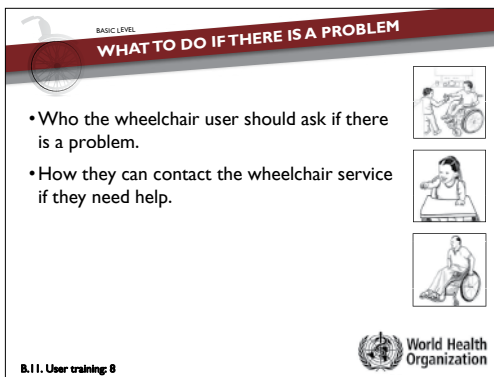 BASIC LEVEL
WHAT TO DO IF THERE IS A PROBLEM
•Who the wheelchair user should ask if there
is a problem.
•How they can contact the wheelchair service
if they need help.
World Health
Organization
B.11. User training: 8